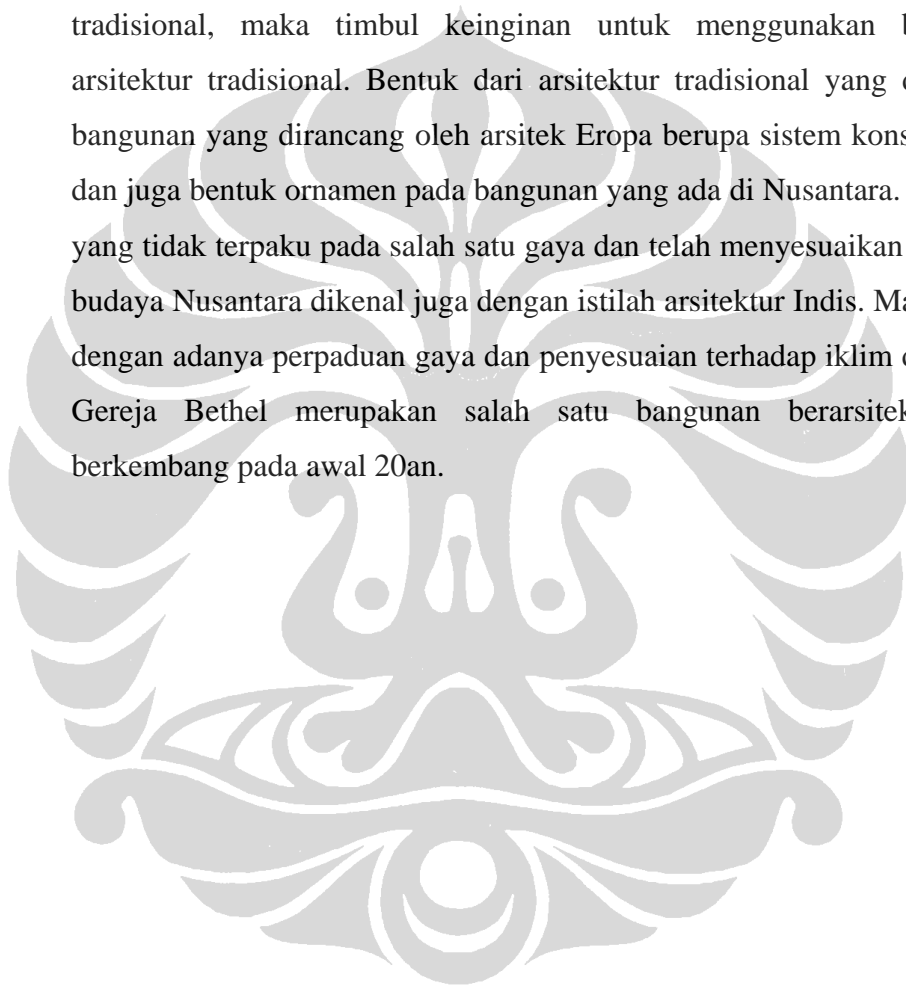 tradisional, maka timbul keinginan untuk menggunakan
arsitektur tradisional. Bentuk dari arsitektur tradisional yang
bangunan yang dirancang oleh arsitek Eropa berupa sistem
dan juga bentuk ornamen pada bangunan yang ada di Nusantara.
yang tidak terpaku pada salah satu gaya dan telah menyesuaikan
budaya Nusantara dikenal juga dengan istilah arsitektur Indis.
dengan adanya perpaduan gaya dan penyesuaian terhadap iklim
Gereja Bethel merupakan salah satu bangunan
berkembang pada awal 20an.